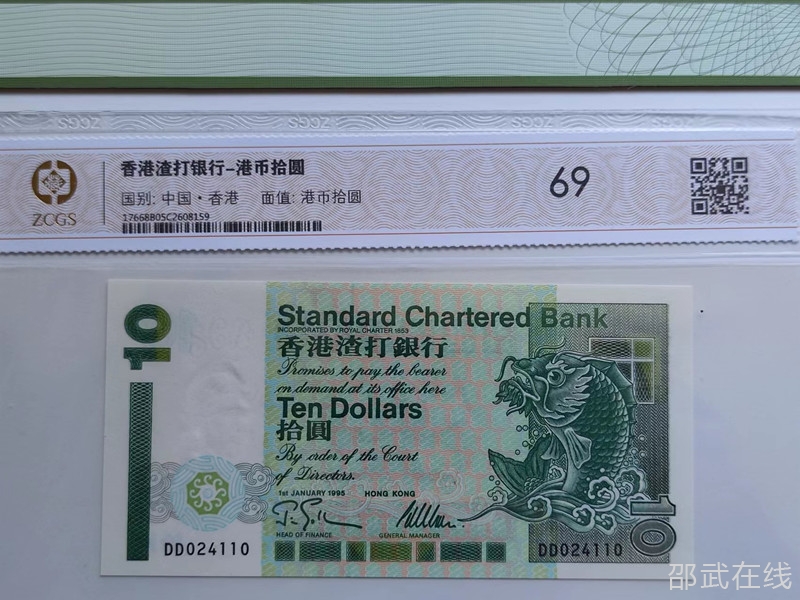 ZCGS
香港渣打银行-港币拾圆
国别: 中国·香港 面值: 港币拾圆
17668B05C2608159
69
ZCGS
10
Standard Chartered Bank
INCORPORATED BY ROYAL CHARTER 1853
香港渣打銀行
Promises to pay the bearer
on demand at its office here
Ten Dollars
拾圓
By order of the Court
of Directors.
1st JANUARY 1995 HONG KONG
HEAD OF FINANCE GENERAL MANAGER
DD024110
DD024110
10
邵武在线